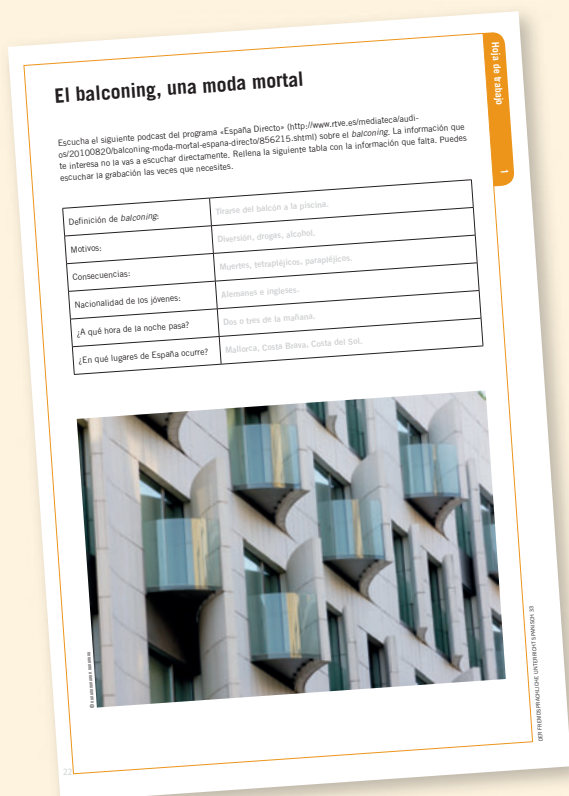 Hoja de trabajo
1
El balconing, una moda mortal
Escucha el siguiente podcast del programa «España Directo» (http://www.rtve.es/mediateca/audi-
os/20100820/balconing-moda-mortal-espana-directo/856215.shtml) sobre el balconing. La información que
te interesa no la vas a escuchar directamente. Rellena la siguiente tabla con la información que falta. Puedes
escuchar la grabación las veces que necesites.
Definición de balconing:
Tirarse del balcón a la piscina.
Motivos:
Diversión, drogas, alcohol.
Consecuencias:
Muertes, tetrapléjicos, parapléjicos.
Nacionalidad de los jóvenes:
Alemanes e ingleses.
¿A qué hora de la noche pasa?
Dos o tres de la mañana.
¿En qué lugares de España ocurre?
Mallorca, Costa Brava, Costa del Sol.
DER FREMDSPRACHLICHE UNTERRICHT SPANISCH 33
22